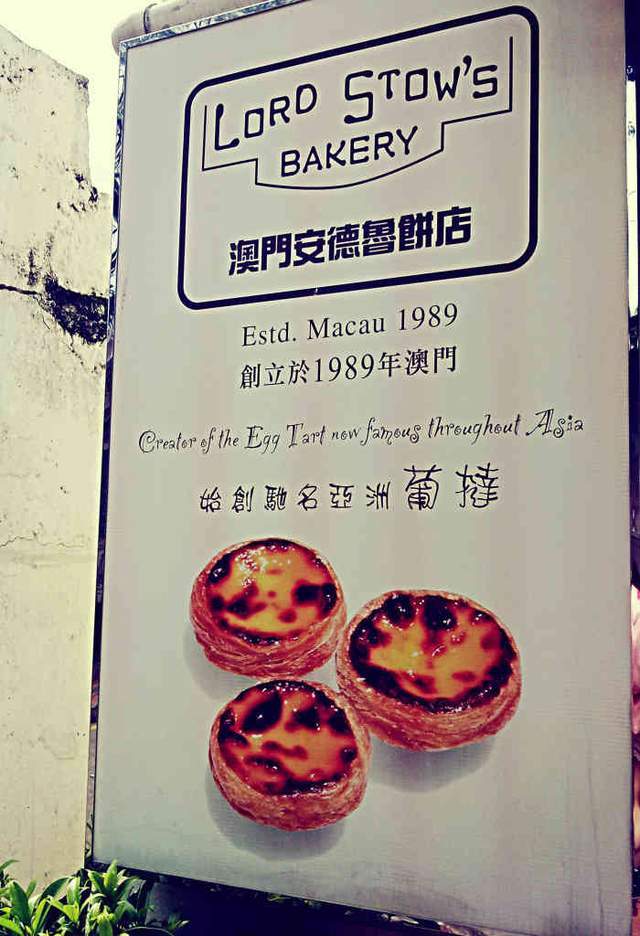 LORD STOW'S
BAKERY
澳門安德魯餅店
Estd. Macau 1989
創立於1989年澳門
Creator of the Egg Tart now famous throughout Asia
始創馳名亞洲葡撻